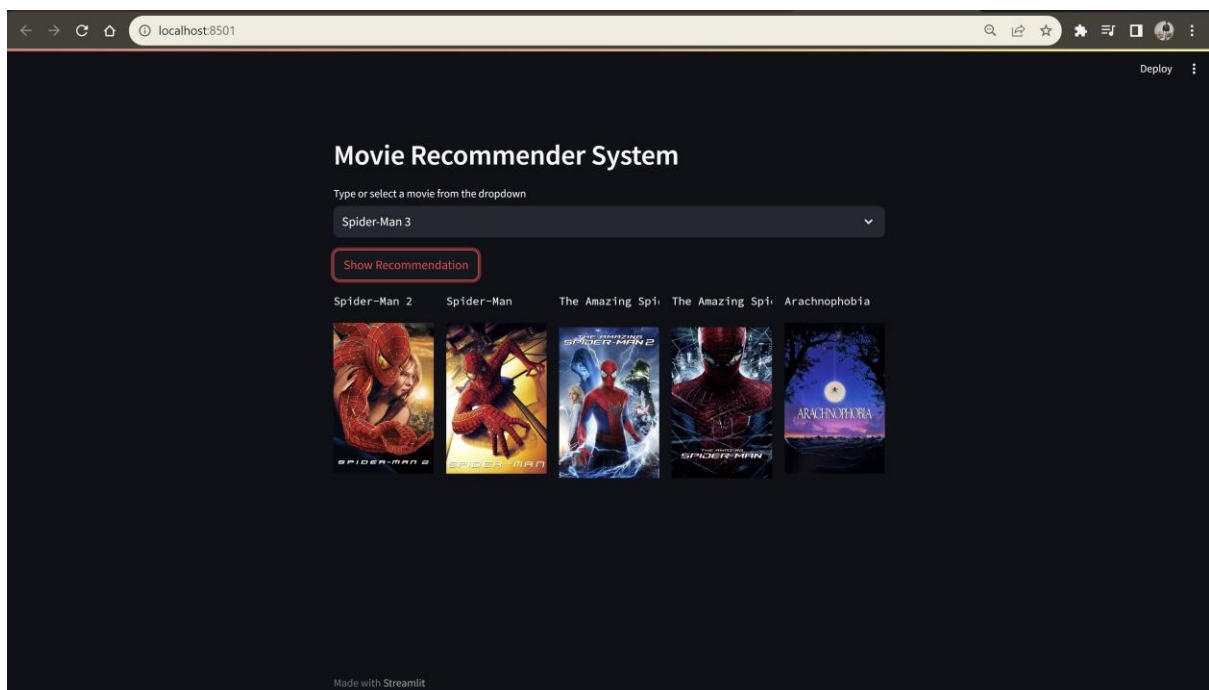 localhost:8501
Deploy
Movie Recommender System
Type or select a movie from the dropdown
Spider-Man 3
Show Recommendation
Spider-Man 2 Spider-Man The Amazing Spi The Amazing Spi Arachnophobia
SPIDER-MAN 2 SPIDER-MAN THE AMAZING SPIDER-MAN 2 THE AMAZING SPIDER-MAN ARACHNOPHOBIA
Made with Streamlit